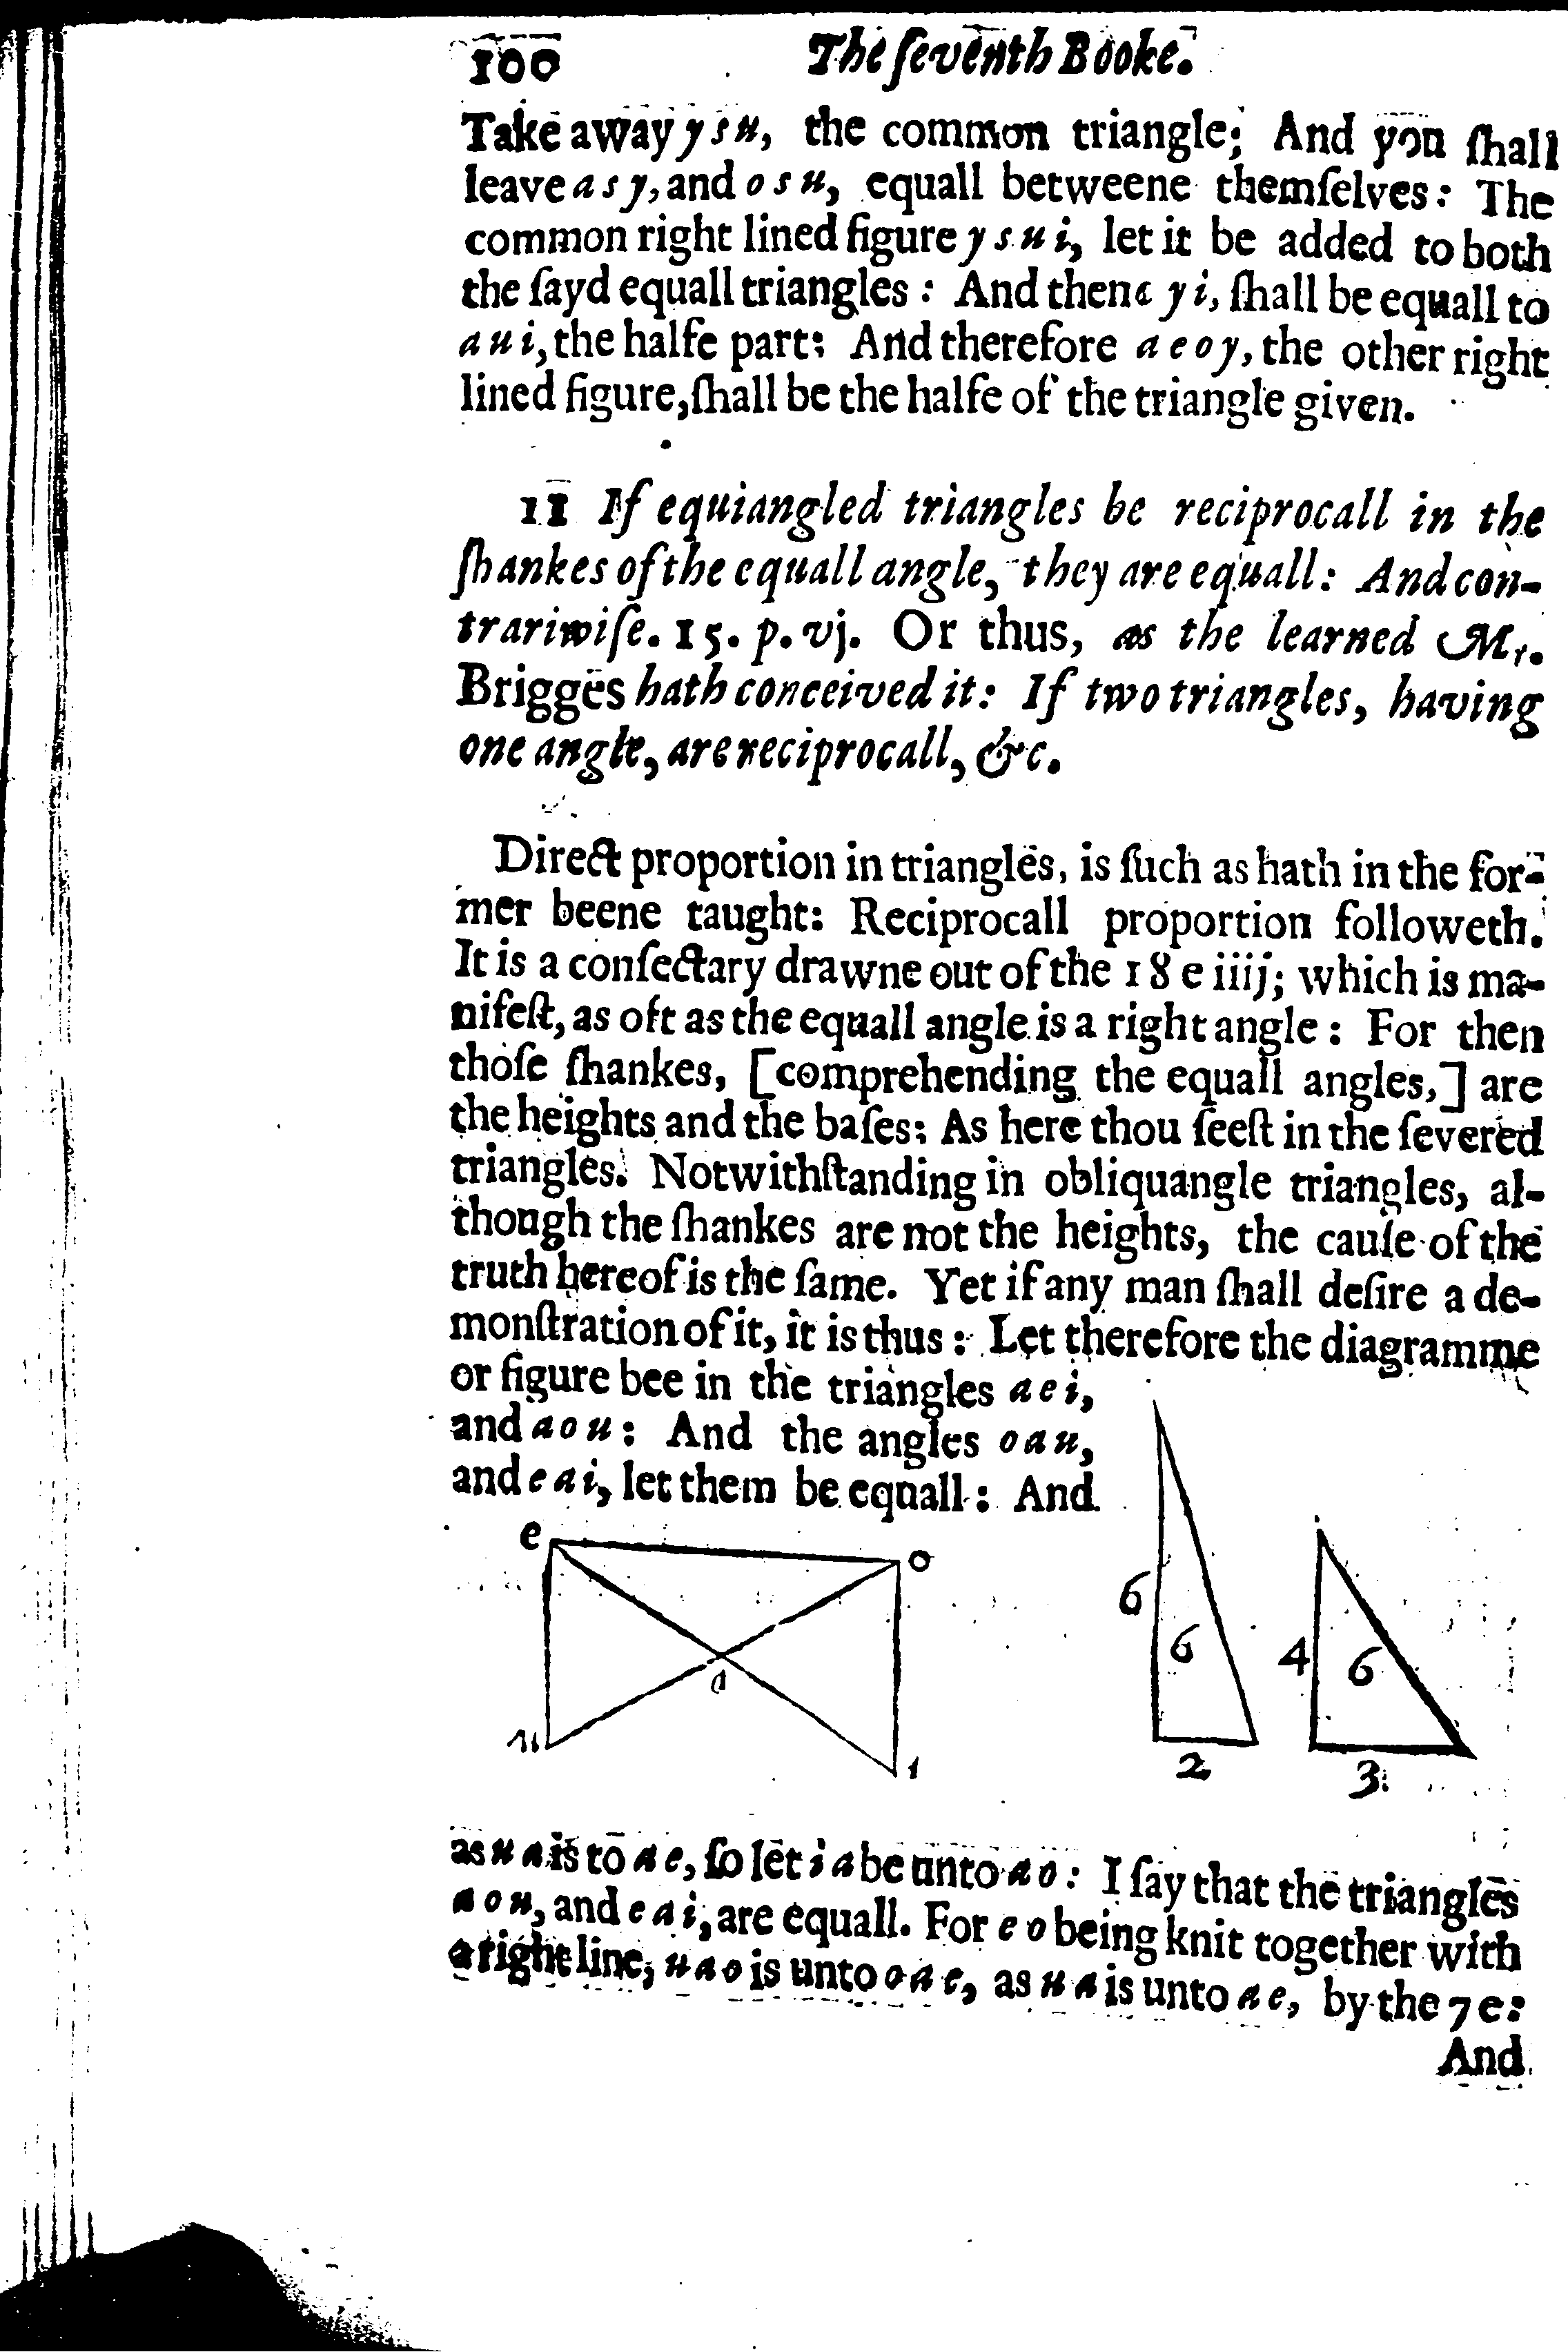 100 The ſeventh Booke.
Take away y s u, the common triangle; And you ſhall
leave a s y, and o s u, equall betweene themſelves: The
common right lined figure y s u i, let it be added to both
the ſayd equall triangles: And then e y i, ſhall be equall to
a u i, the halfe part: And therefore a e o y, the other right
lined figure, ſhall be the halfe of the triangle given.
11 If equiangled triangles be reciprocall in the
ſhankes of the equall angle, they are equall: And con-
trariwiſe. 15. p. vj. Or thus, as the learned Mr.
Brigges hath conceived it: If two triangles, having
one angle, are reciprocall, &c.
Direct proportion in triangles, is ſuch as hath in the for-
mer beene taught: Reciprocall proportion followeth.
It is a conſectary drawne out of the 18 e iiij; which is ma-
nifeſt, as oft as the equall angle is a right angle: For then
thoſe ſhankes, [comprehending the equall angles,] are
the heights and the baſes: As here thou ſeeſt in the ſevered
triangles. Notwithſtanding in obliquangle triangles, al-
though the ſhankes are not the heights, the cauſe of the
truth hereof is the ſame. Yet if any man ſhall deſire a de-
monſtration of it, it is thus: Let therefore the diagramme
or figure bee in the triangles a e i,
and a o u: And the angles o a u,
and e a i, let them be equall: And
e
o
a
u
i
6
6
2
4
6
3
as u a is to a e, ſo let i a be unto a o: I ſay that the triangles
a o u, and e a i, are equall. For e o being knit together with
a right line, u a o is unto o a e, as u a is unto a e, by the 7 e:
And